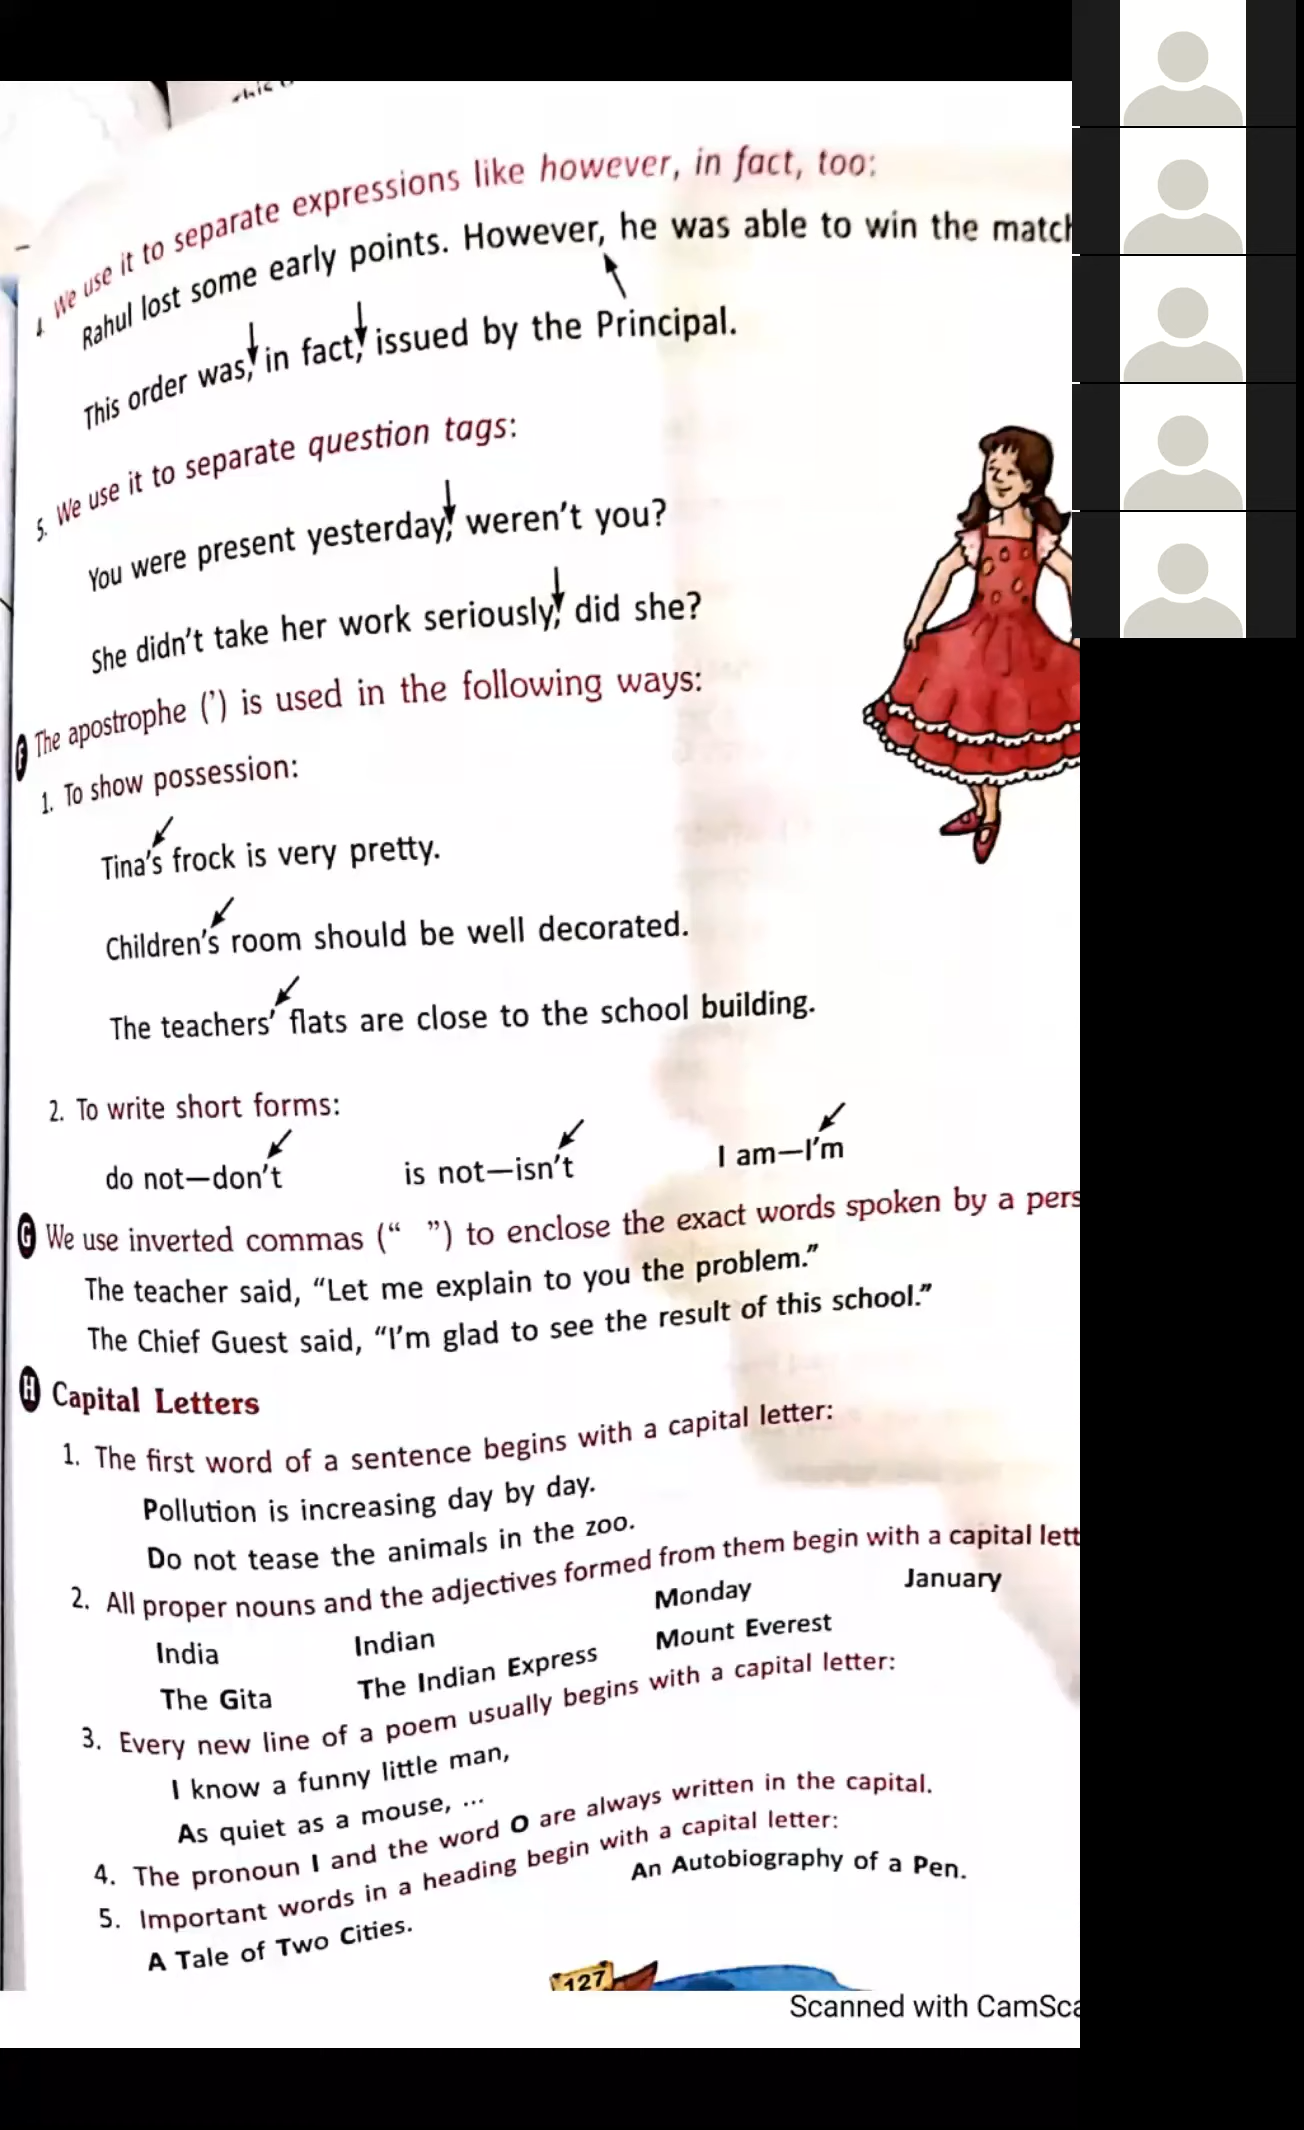 4. We use it to separate expressions like however, in fact, too:
Rahul lost some early points. However, he was able to win the match
This order was, in fact, issued by the Principal.
5. We use it to separate question tags:
You were present yesterday, weren't you?
She didn't take her work seriously, did she?
F The apostrophe (’) is used in the following ways:
1. To show possession:
Tina's frock is very pretty.
Children's room should be well decorated.
The teachers' flats are close to the school building.
2. To write short forms:
do not—don't is not—isn't I am—I'm
G We use inverted commas (“ ”) to enclose the exact words spoken by a pers
The teacher said, “Let me explain to you the problem.”
The Chief Guest said, “I'm glad to see the result of this school.”
H Capital Letters
1. The first word of a sentence begins with a capital letter:
Pollution is increasing day by day.
Do not tease the animals in the zoo.
2. All proper nouns and the adjectives formed from them begin with a capital lett
India Indian Monday January
The Gita The Indian Express Mount Everest
3. Every new line of a poem usually begins with a capital letter:
I know a funny little man,
As quiet as a mouse, ...
4. The pronoun I and the word O are always written in the capital.
5. Important words in a heading begin with a capital letter:
A Tale of Two Cities. An Autobiography of a Pen.
127
Scanned with CamSca